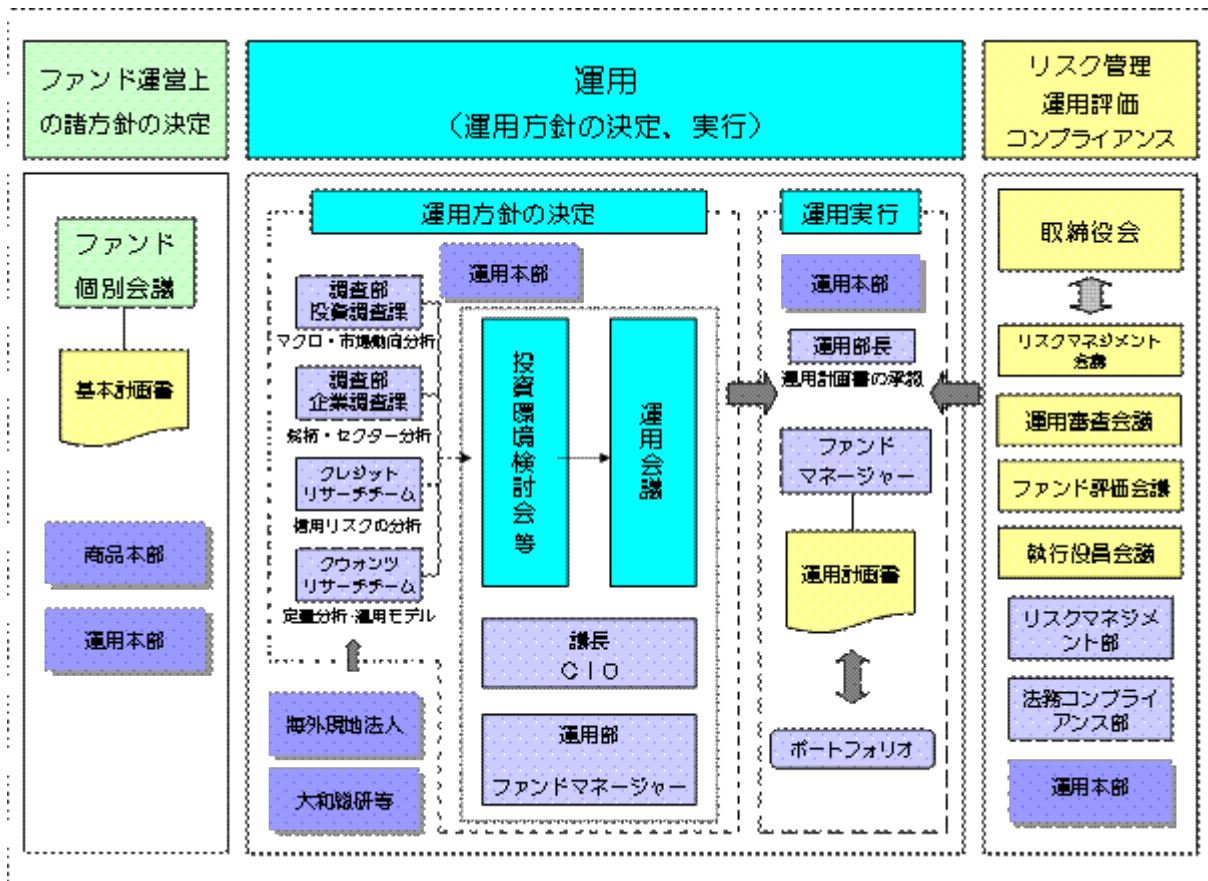 ファンド運営上
の諸方針の決定
運用
(運用方針の決定、実行)
リスク管理
運用評価
コンプライアンス
ファンド
個別会議
基本計画書
商品本部
運用本部
運用方針の決定
運用本部
調査部
投資調査課
マクロ・市場動向分析
調査部
企業調査課
銘柄・セクター分析
クレジット
リサーチチーム
信用リスクの分析
クウォンツ
リサーチチーム
定量分析・運用モデル
海外現地法人
大和総研等
投資環境検討会等
運用会議
議長
CIO
運用部
ファンドマネージャー
運用実行
運用本部
運用部長
運用計画書の承認
ファンド
マネージャー
運用計画書
ポートフォリオ
取締役会
リスクマネジメント
会議
運用審査会議
ファンド評価会議
執行役員会議
リスクマネジメ
ント部
法務コンプライ
アンス部
運用本部